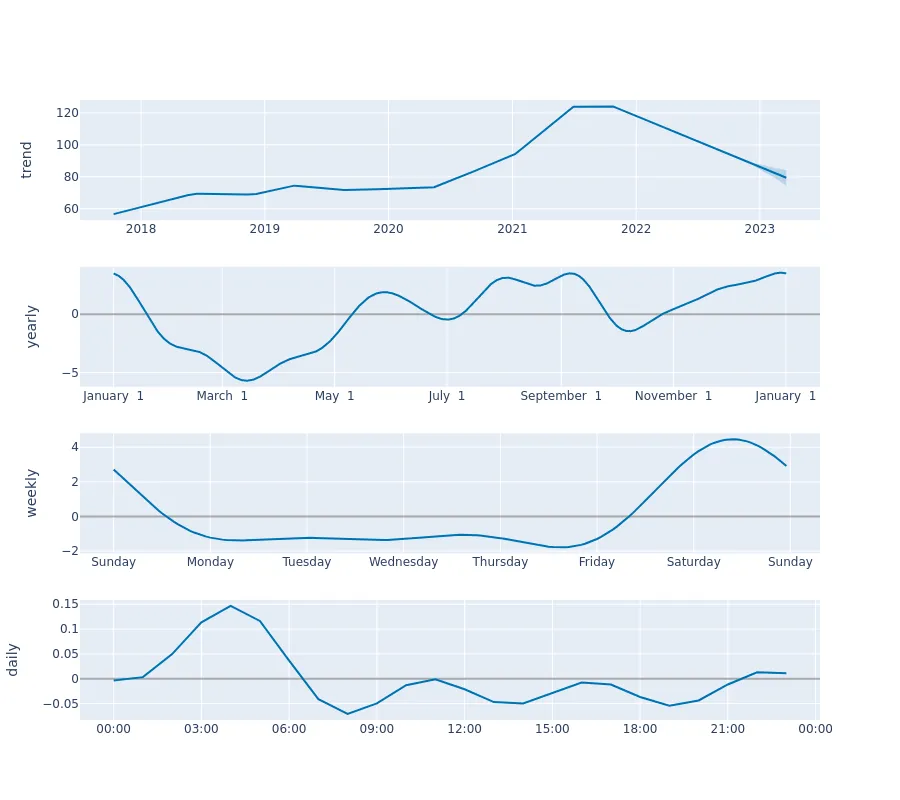 120
100
80
60
trend
2018 2019 2020 2021 2022 2023
0
−5
yearly
January 1 March 1 May 1 July 1 September 1 November 1 January 1
4
2
0
−2
weekly
Sunday Monday Tuesday Wednesday Thursday Friday Saturday Sunday
0.15
0.1
0.05
0
−0.05
daily
00:00 03:00 06:00 09:00 12:00 15:00 18:00 21:00 00:00